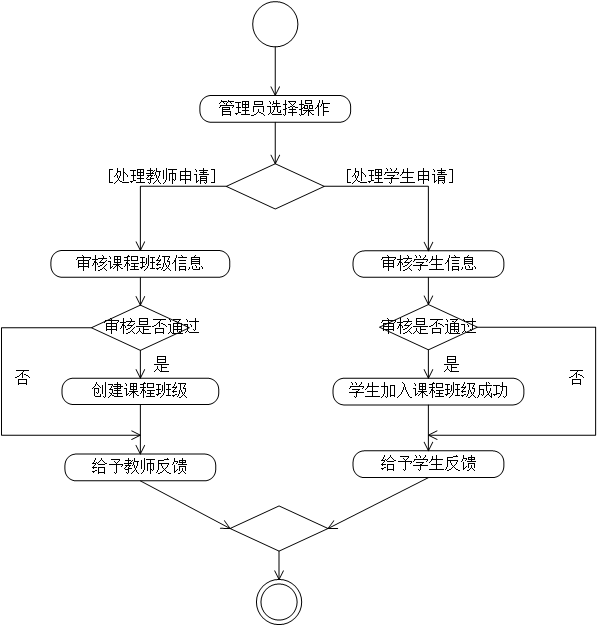 管理员选择操作
[处理教师申请]
[处理学生申请]
审核课程班级信息
审核学生信息
审核是否通过
审核是否通过
是
是
否
否
创建课程班级
学生加入课程班级成功
给予教师反馈
给予学生反馈